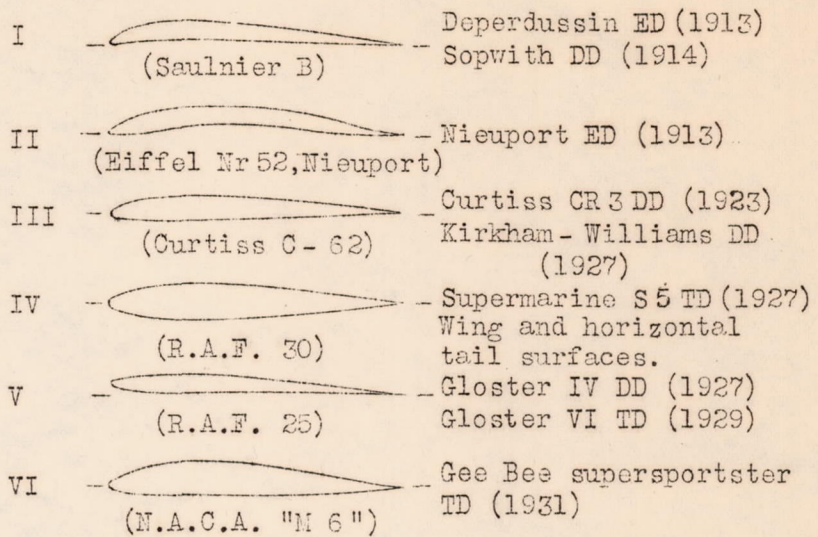 I
(Saulnier B)
Deperdussin ED (1913)
Sopwith DD (1914)
II
(Eiffel Nr 52, Nieuport)
Nieuport ED (1913)
III
(Curtiss C-62)
Curtiss CR 3 DD (1923)
Kirkham-Williams DD
(1927)
IV
(R.A.F. 30)
Supermarine S 5 TD (1927)
Wing and horizontal
tail surfaces.
V
(R.A.F. 25)
Gloster IV DD (1927)
Gloster VI TD (1929)
VI
(N.A.C.A. "M 6")
Gee Bee supersportster
TD (1931)